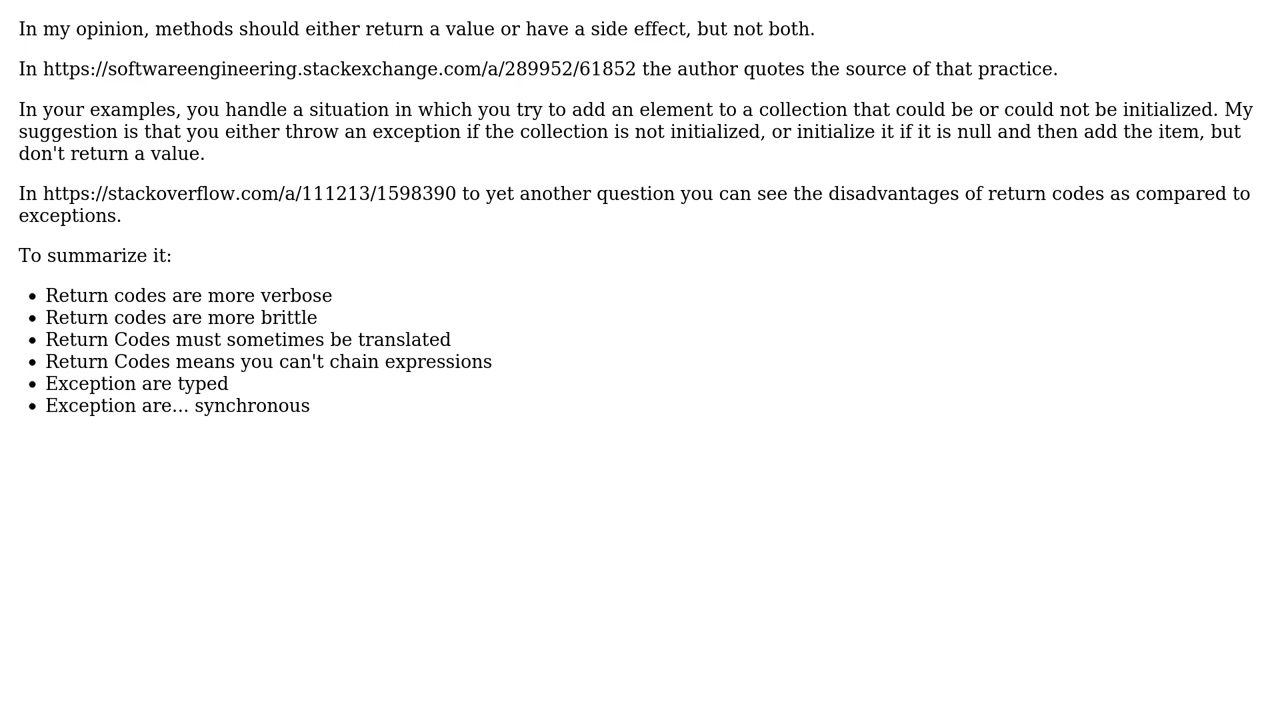 In my opinion, methods should either return a value or have a side effect, but not both.
In https://softwareengineering.stackexchange.com/a/289952/61852 the author quotes the source of that practice.
In your examples, you handle a situation in which you try to add an element to a collection that could be or could not be initialized. My
suggestion is that you either throw an exception if the collection is not initialized, or initialize it if it is null and then add the item, but
don't return a value.
In https://stackoverflow.com/a/111213/1598390 to yet another question you can see the disadvantages of return codes as compared to
exceptions.
To summarize it:
• Return codes are more verbose
• Return codes are more brittle
• Return Codes must sometimes be translated
• Return Codes means you can't chain expressions
• Exception are typed
• Exception are... synchronous